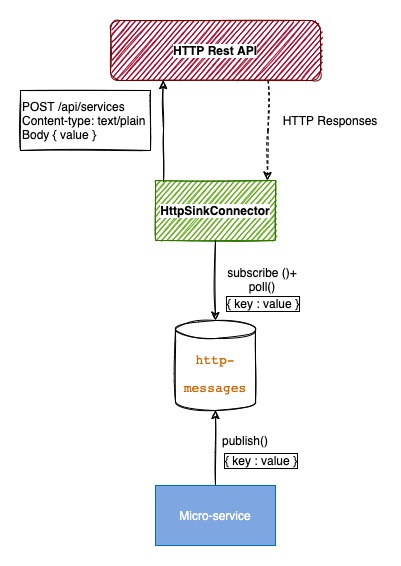 HTTP Rest API
POST /api/services
Content-type: text/plain
Body { value }
HTTP Responses
HttpSinkConnector
subscribe ()+
poll()
{ key : value }
http-
messages
publish()
{ key : value }
Micro-service